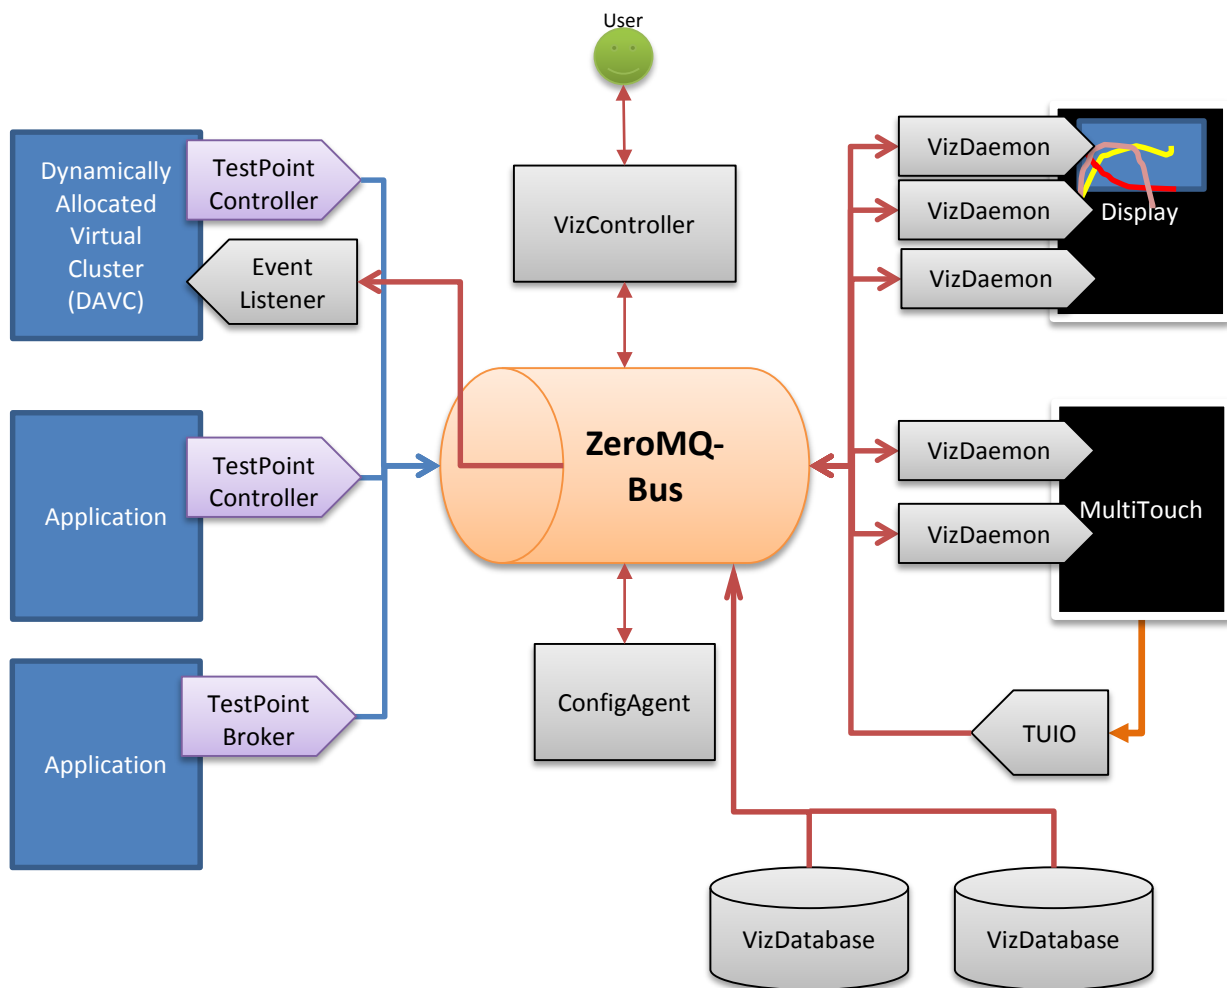 User
Dynamically
Allocated
Virtual
Cluster
(DAVC)
TestPoint
Controller
Event
Listener
VizController
VizDaemon
VizDaemon
VizDaemon
Display
Application
TestPoint
Controller
ZeroMQ-
Bus
VizDaemon
VizDaemon
MultiTouch
Application
TestPoint
Broker
ConfigAgent
TUIO
VizDatabase
VizDatabase